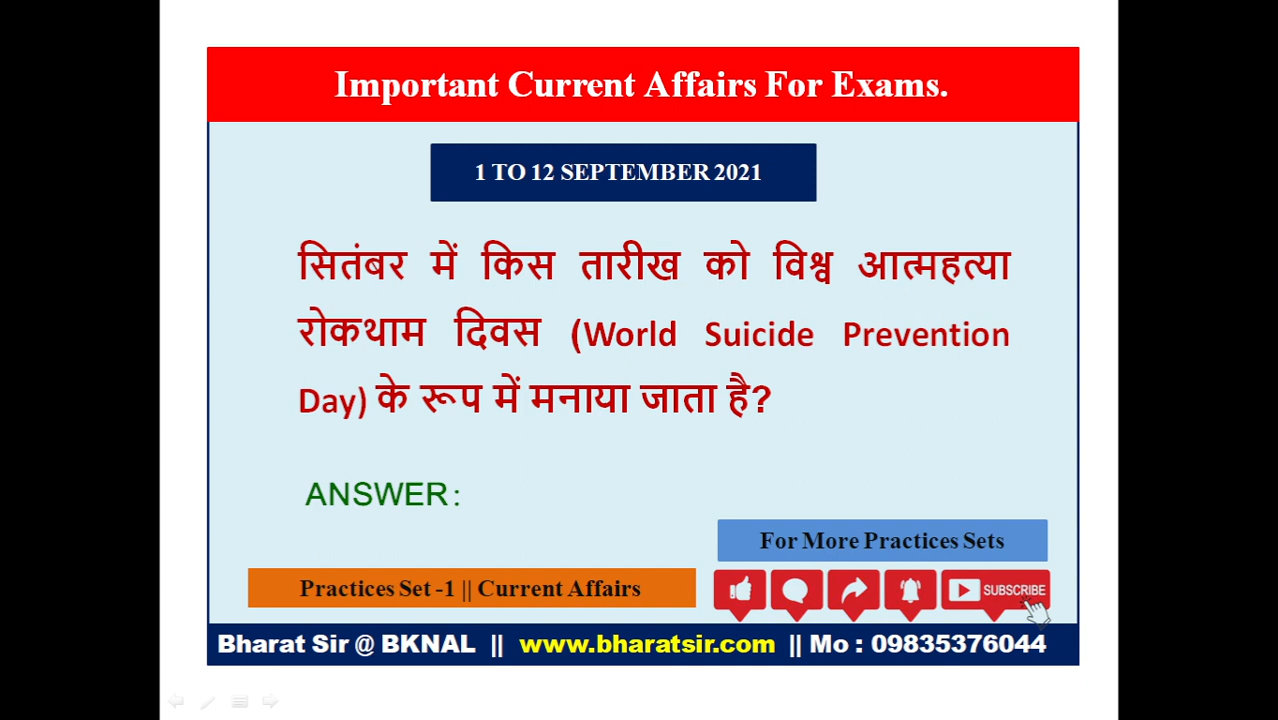 Important Current Affairs For Exams.
1 TO 12 SEPTEMBER 2021
सितंबर में किस तारीख को विश्व आत्महत्या
रोकथाम दिवस (World Suicide Prevention
Day) के रूप में मनाया जाता है?
ANSWER:
For More Practices Sets
Practices Set -1 || Current Affairs
SUBSCRIBE
Bharat Sir @ BKNAL || www.bharatsir.com || Mo : 09835376044